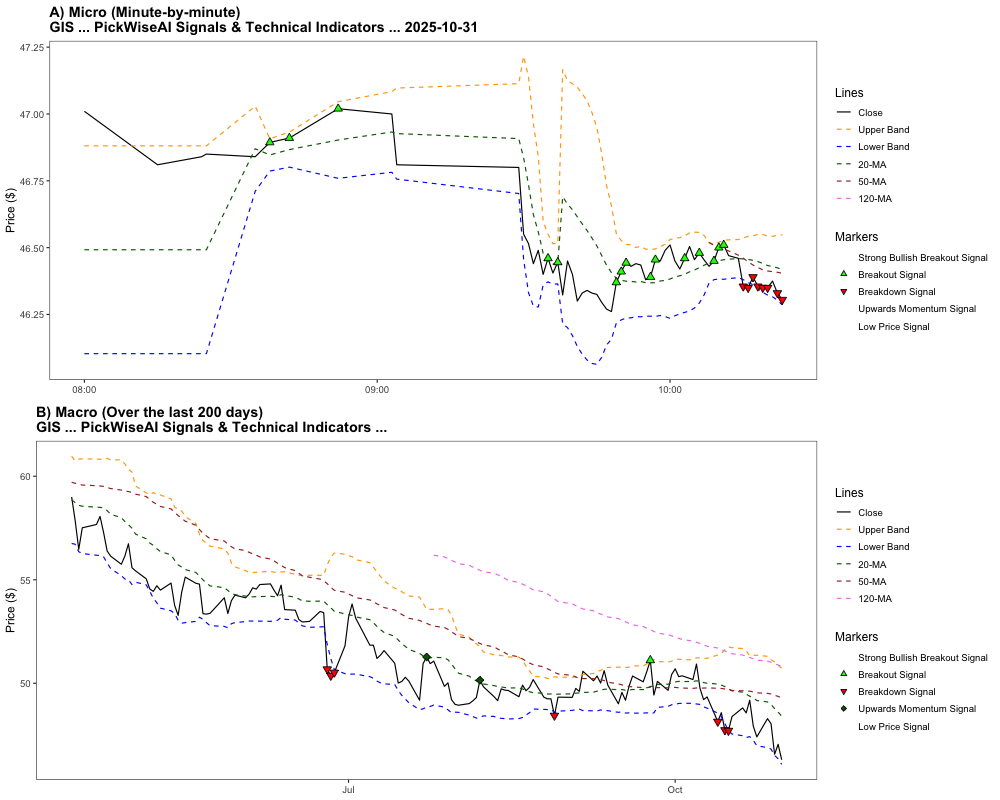 A) Micro (Minute-by-minute)
GIS ... PickWiseAI Signals & Technical Indicators ... 2025-10-31
Price ($)
47.25
47.00
46.75
46.50
46.25
08:00
09:00
10:00
Lines
Close
Upper Band
Lower Band
20-MA
50-MA
120-MA
Markers
Strong Bullish Breakout Signal
Breakout Signal
Breakdown Signal
Upwards Momentum Signal
Low Price Signal
B) Macro (Over the last 200 days)
GIS ... PickWiseAI Signals & Technical Indicators ...
Price ($)
60
55
50
Jul
Oct
Lines
Close
Upper Band
Lower Band
20-MA
50-MA
120-MA
Markers
Strong Bullish Breakout Signal
Breakout Signal
Breakdown Signal
Upwards Momentum Signal
Low Price Signal